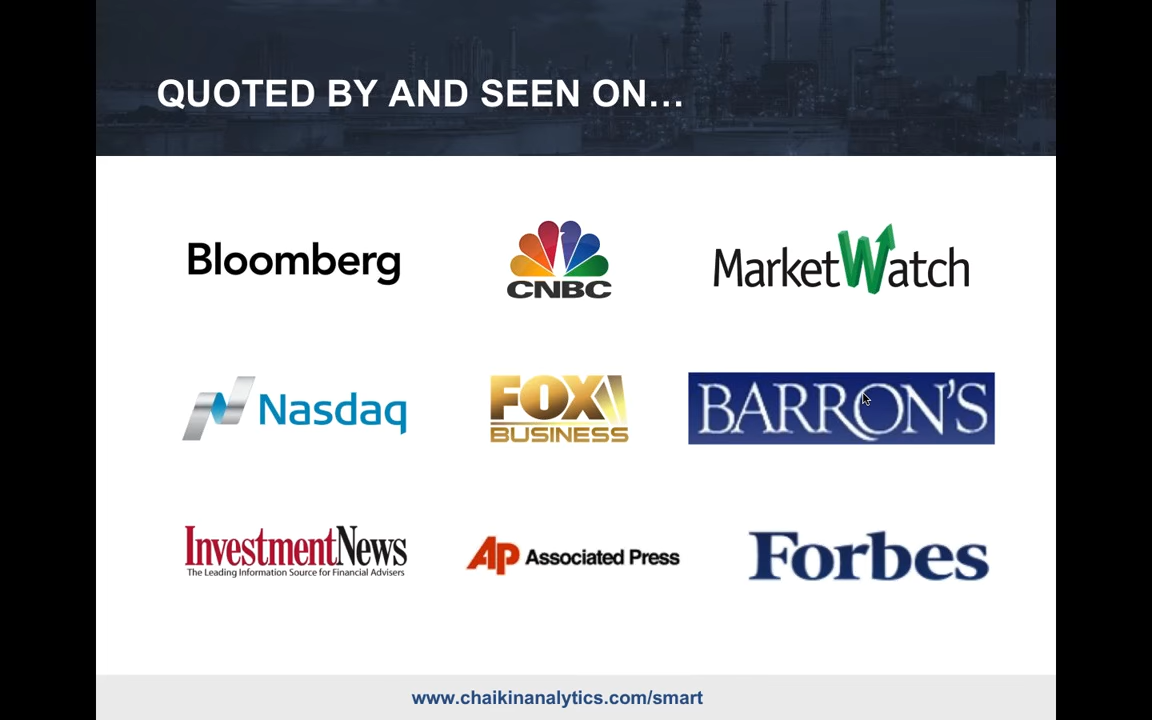 QUOTED BY AND SEEN ON...
Bloomberg
CNBC
MarketWatch
Nasdaq
FOX
BUSINESS
BARRON'S
InvestmentNews
The Leading Information Source for Financial Advisers
AP Associated Press
Forbes
www.chaikinanalytics.com/smart